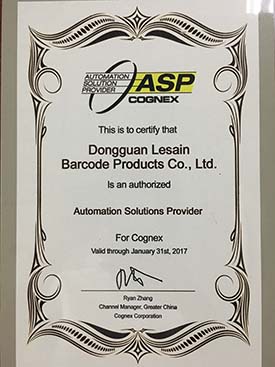 AUTOMATION
SOLUTION
PROVIDER
ASP
COGNEX
This is to certify that
Dongguan Lesain
Barcode Products Co., Ltd.
Is an authorized
Automation Solutions Provider
For Cognex
Valid through January 31st, 2017
Ryan Zhang
Channel Manager, Greater China
Cognex Corporation